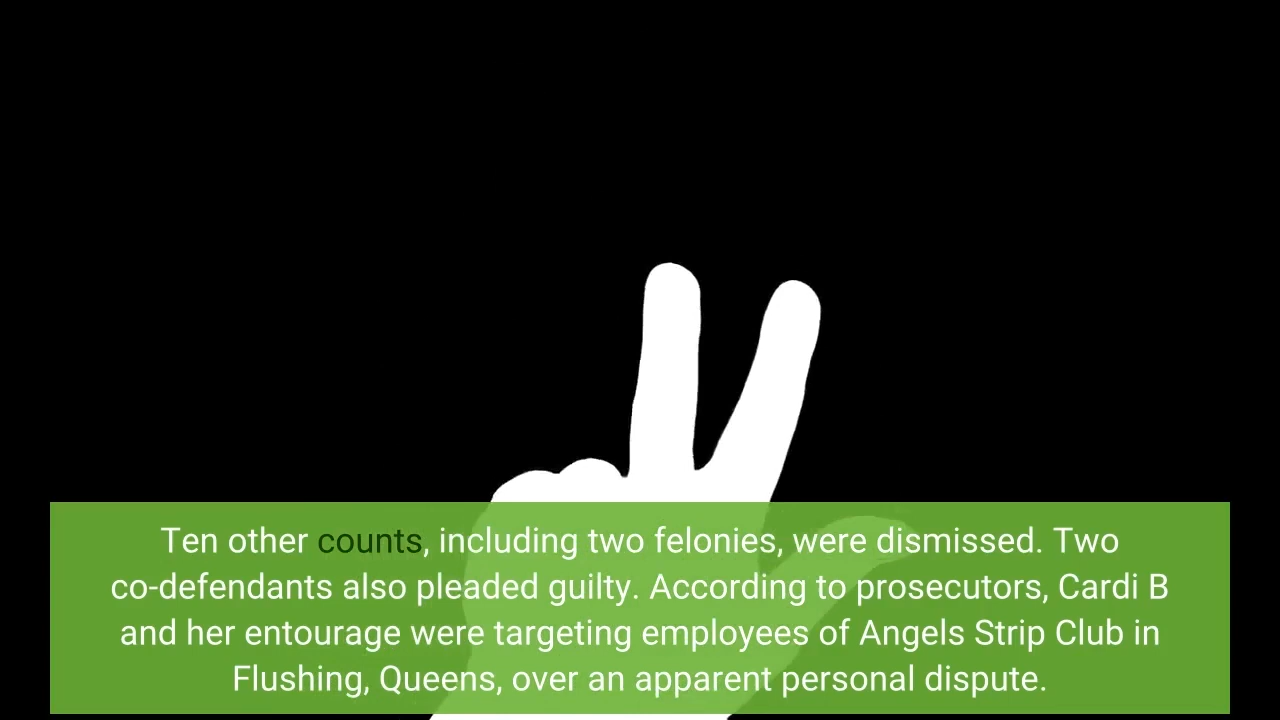 Ten other counts, including two felonies, were dismissed. Two
co-defendants also pleaded guilty. According to prosecutors, Cardi B
and her entourage were targeting employees of Angels Strip Club in
Flushing, Queens, over an apparent personal dispute.